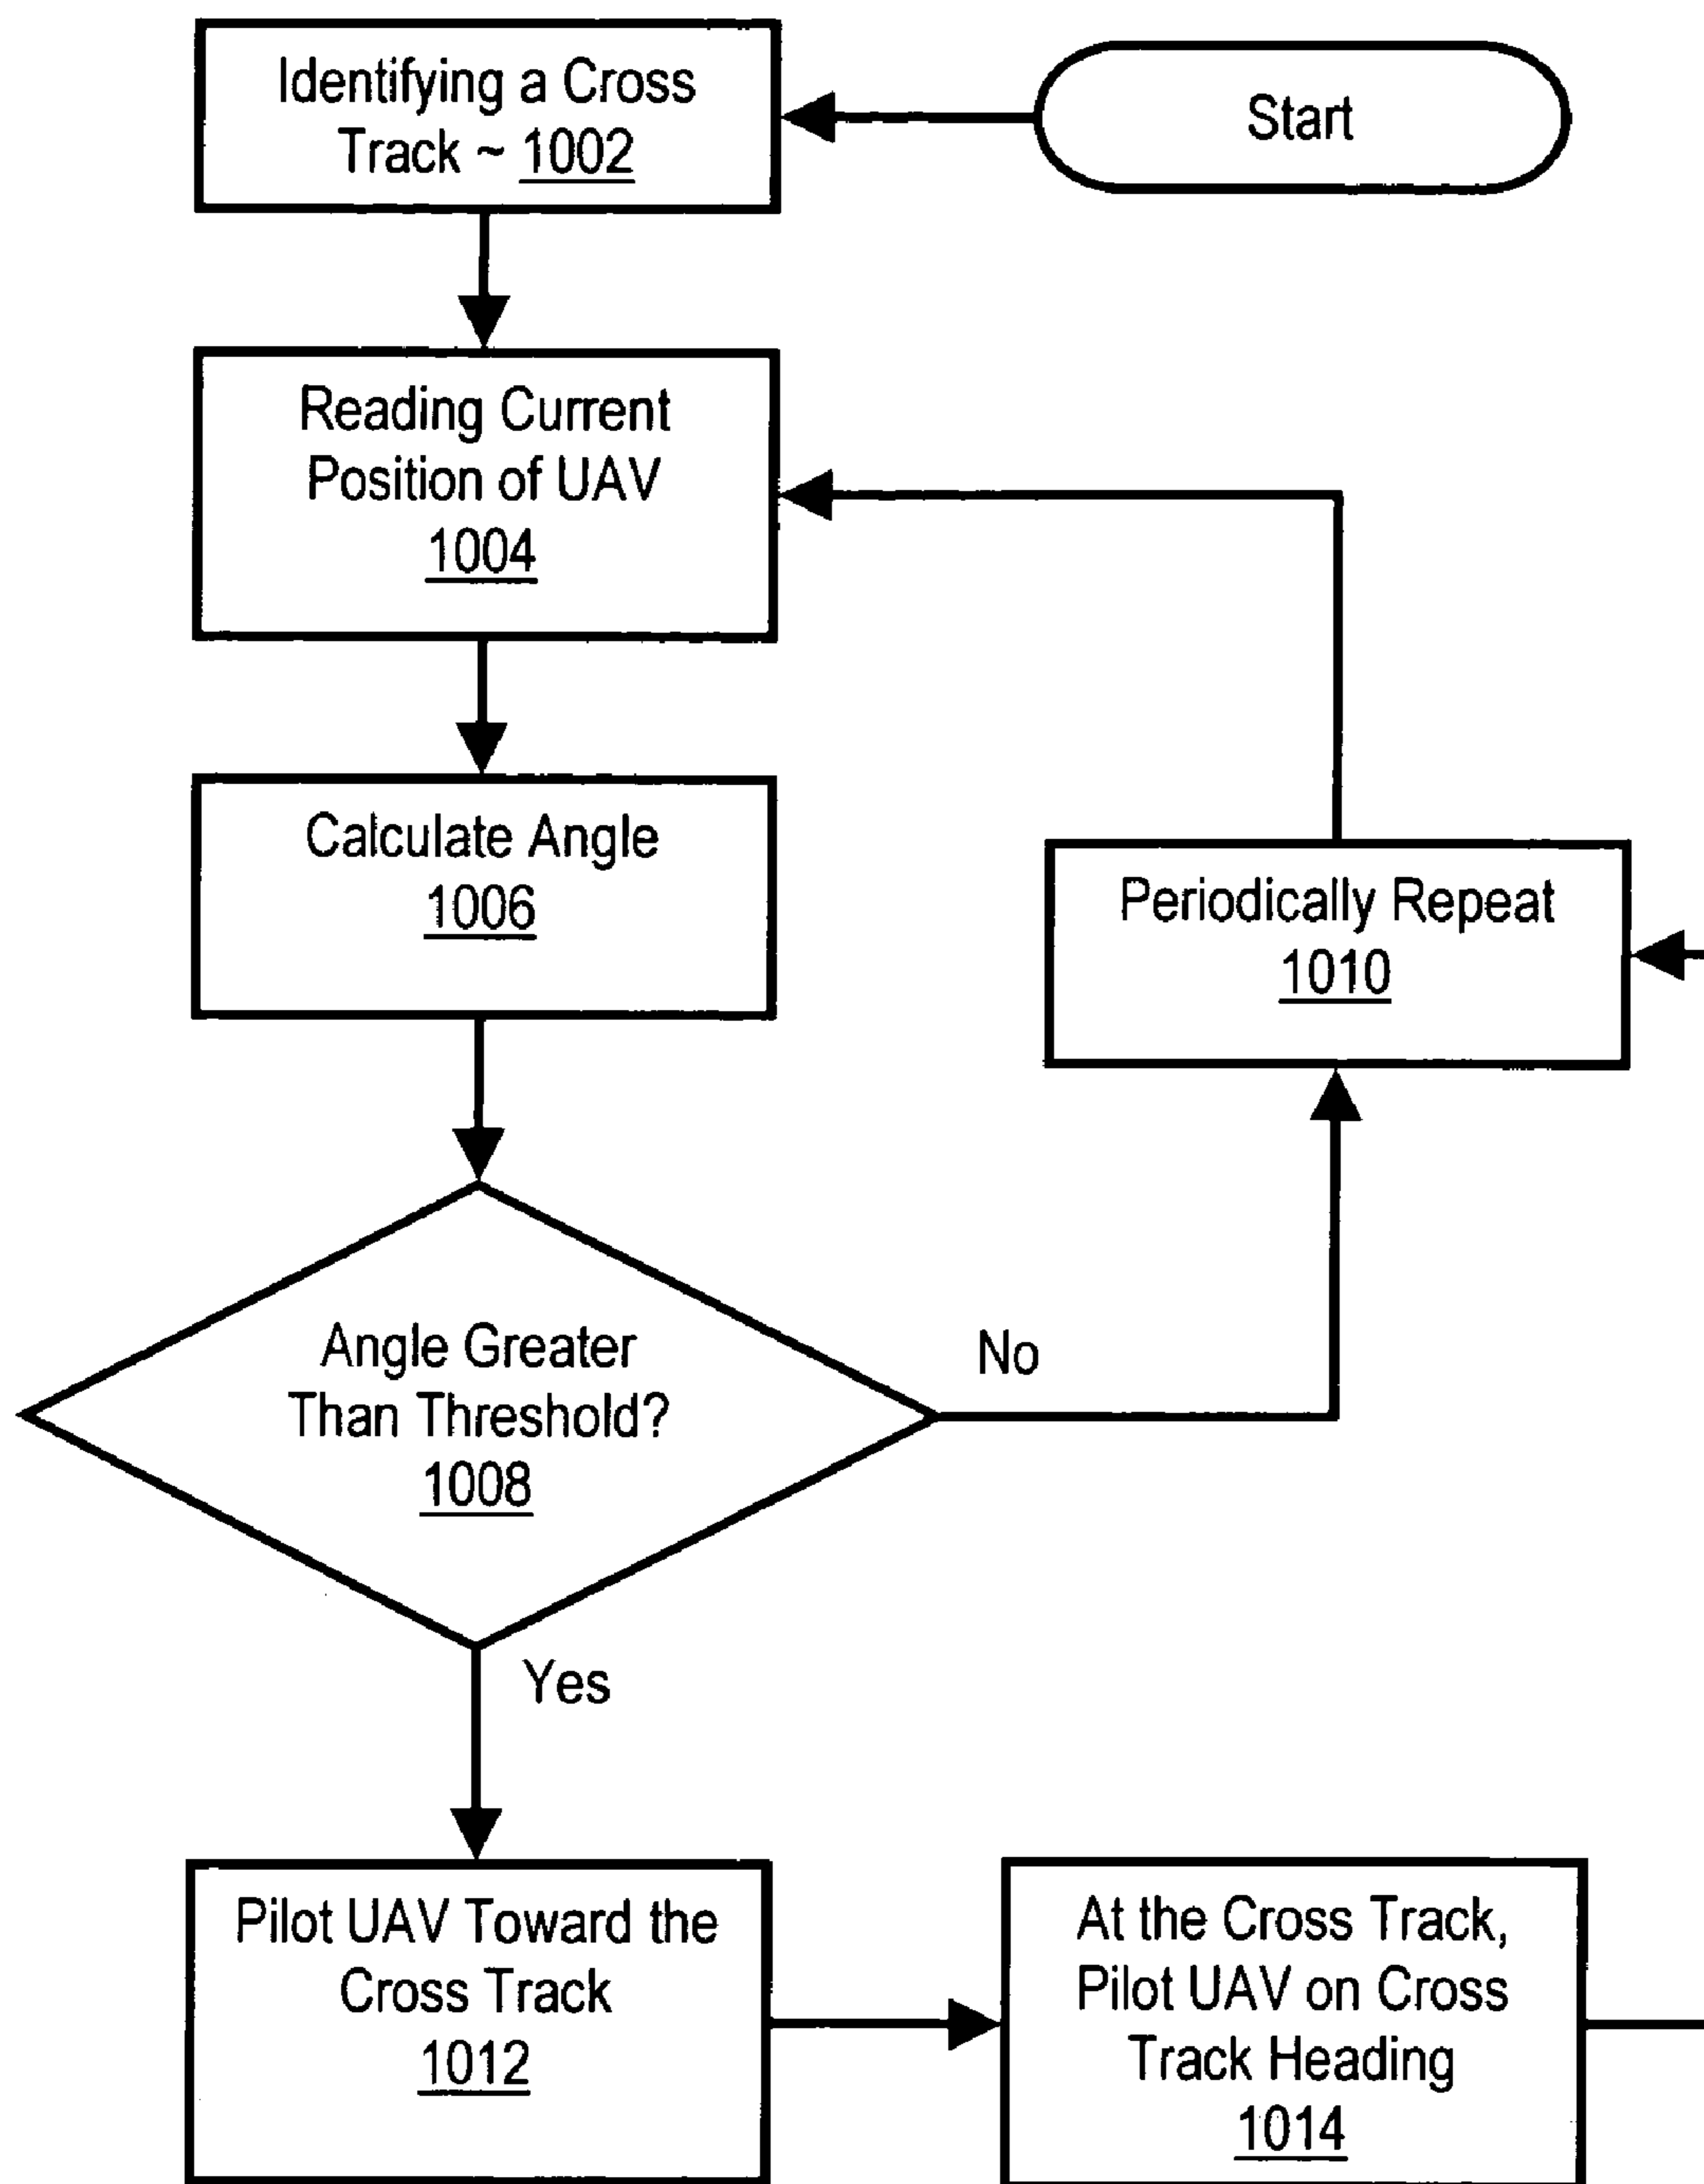 Start
Identifying a Cross
Track ~ 1002
Reading Current
Position of UAV
1004
Calculate Angle
1006
Periodically Repeat
1010
Angle Greater
Than Threshold?
1008
No
Yes
Pilot UAV Toward the
Cross Track
1012
At the Cross Track,
Pilot UAV on Cross
Track Heading
1014